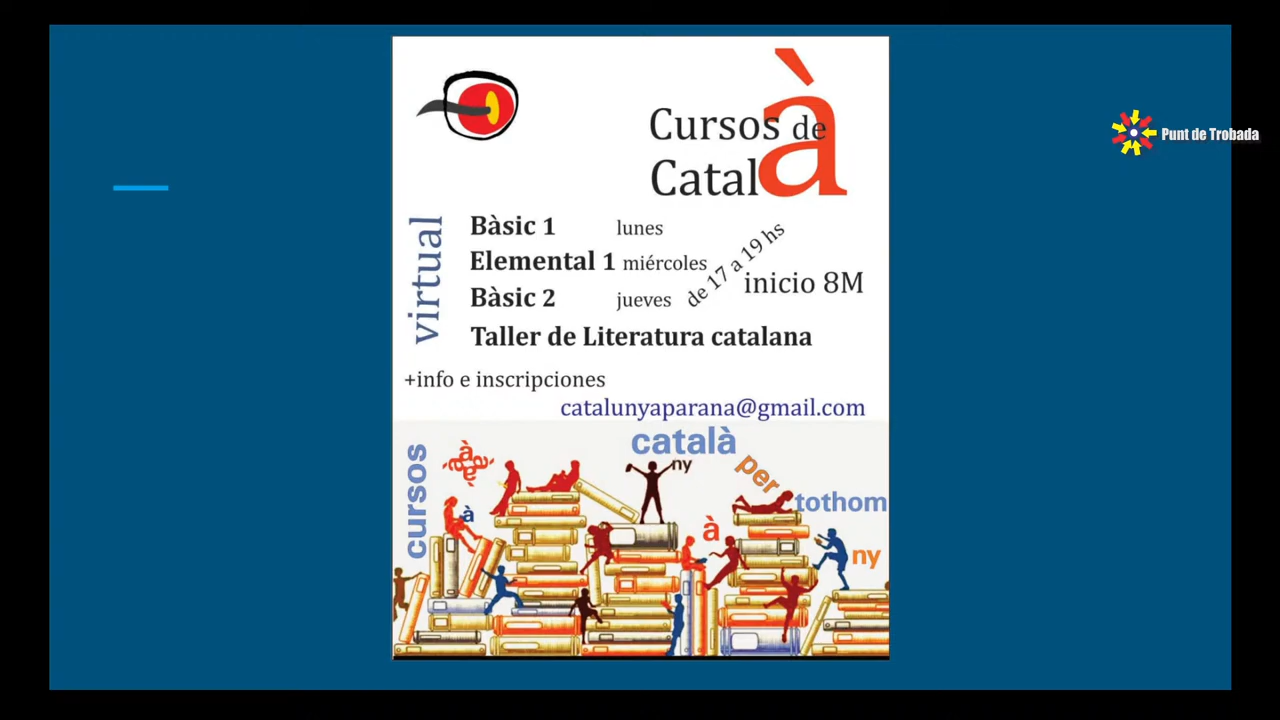 Cursos de
Català
Punt de Trobada
virtual
Bàsic 1 lunes
Elemental 1 miércoles
Bàsic 2 jueves
de 17 a 19 hs
inicio 8M
Taller de Literatura catalana
+info e inscripciones
catalunyaparana@gmail.com
cursos
català
per
tothom
ny
à
à
à
ny